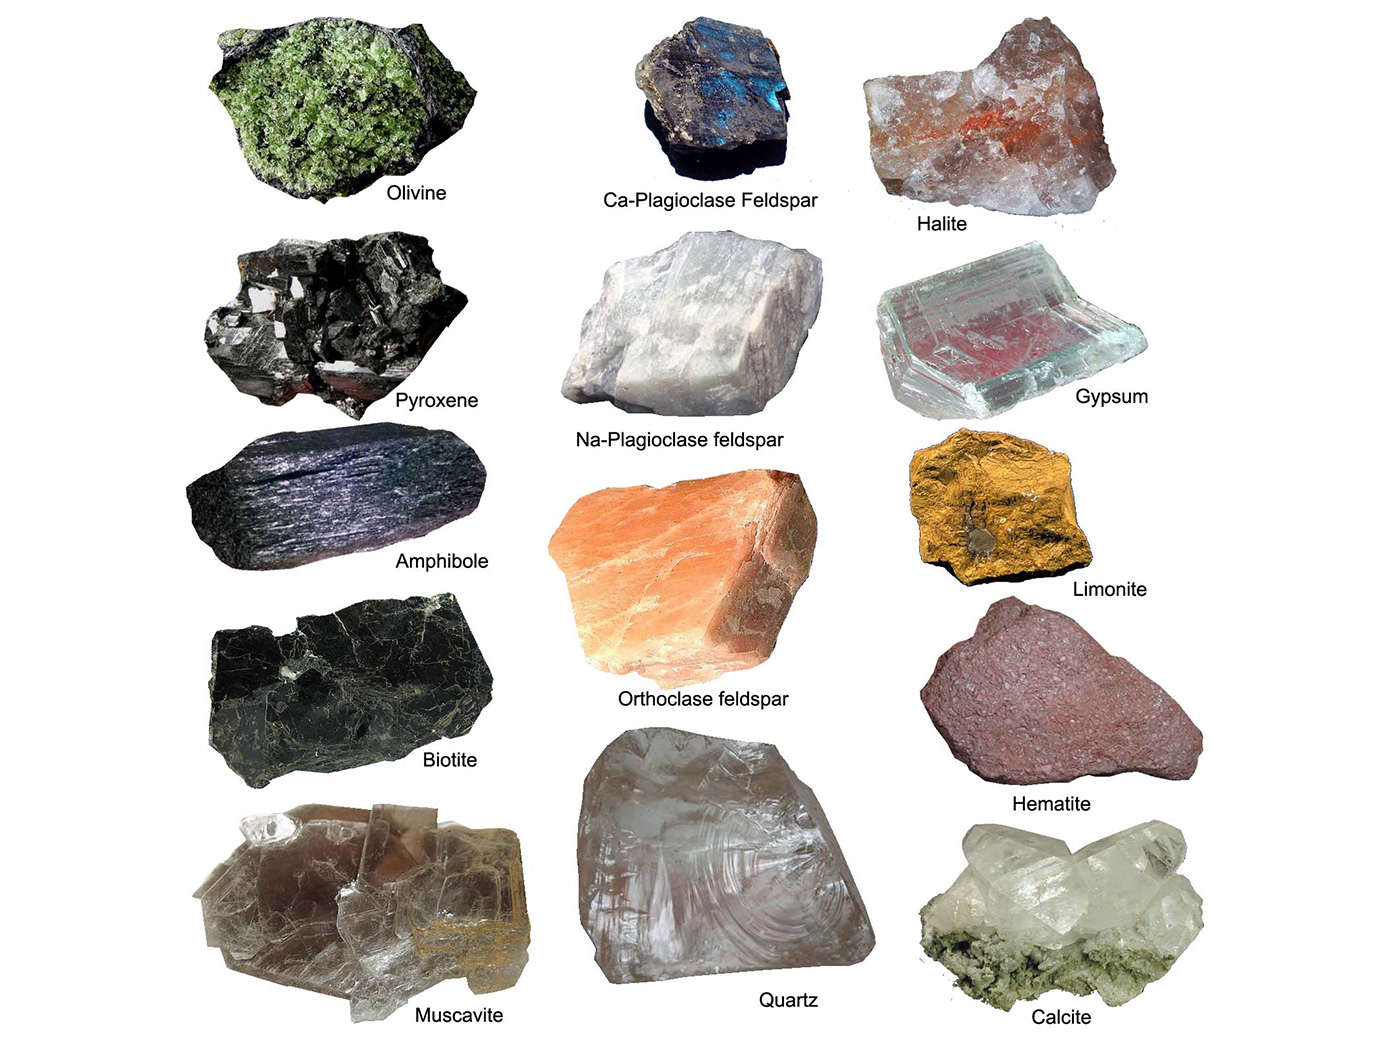 Olivine
Ca-Plagioclase Feldspar
Halite
Pyroxene
Na-Plagioclase feldspar
Gypsum
Amphibole
Orthoclase feldspar
Limonite
Biotite
Quartz
Hematite
Muscavite
Calcite